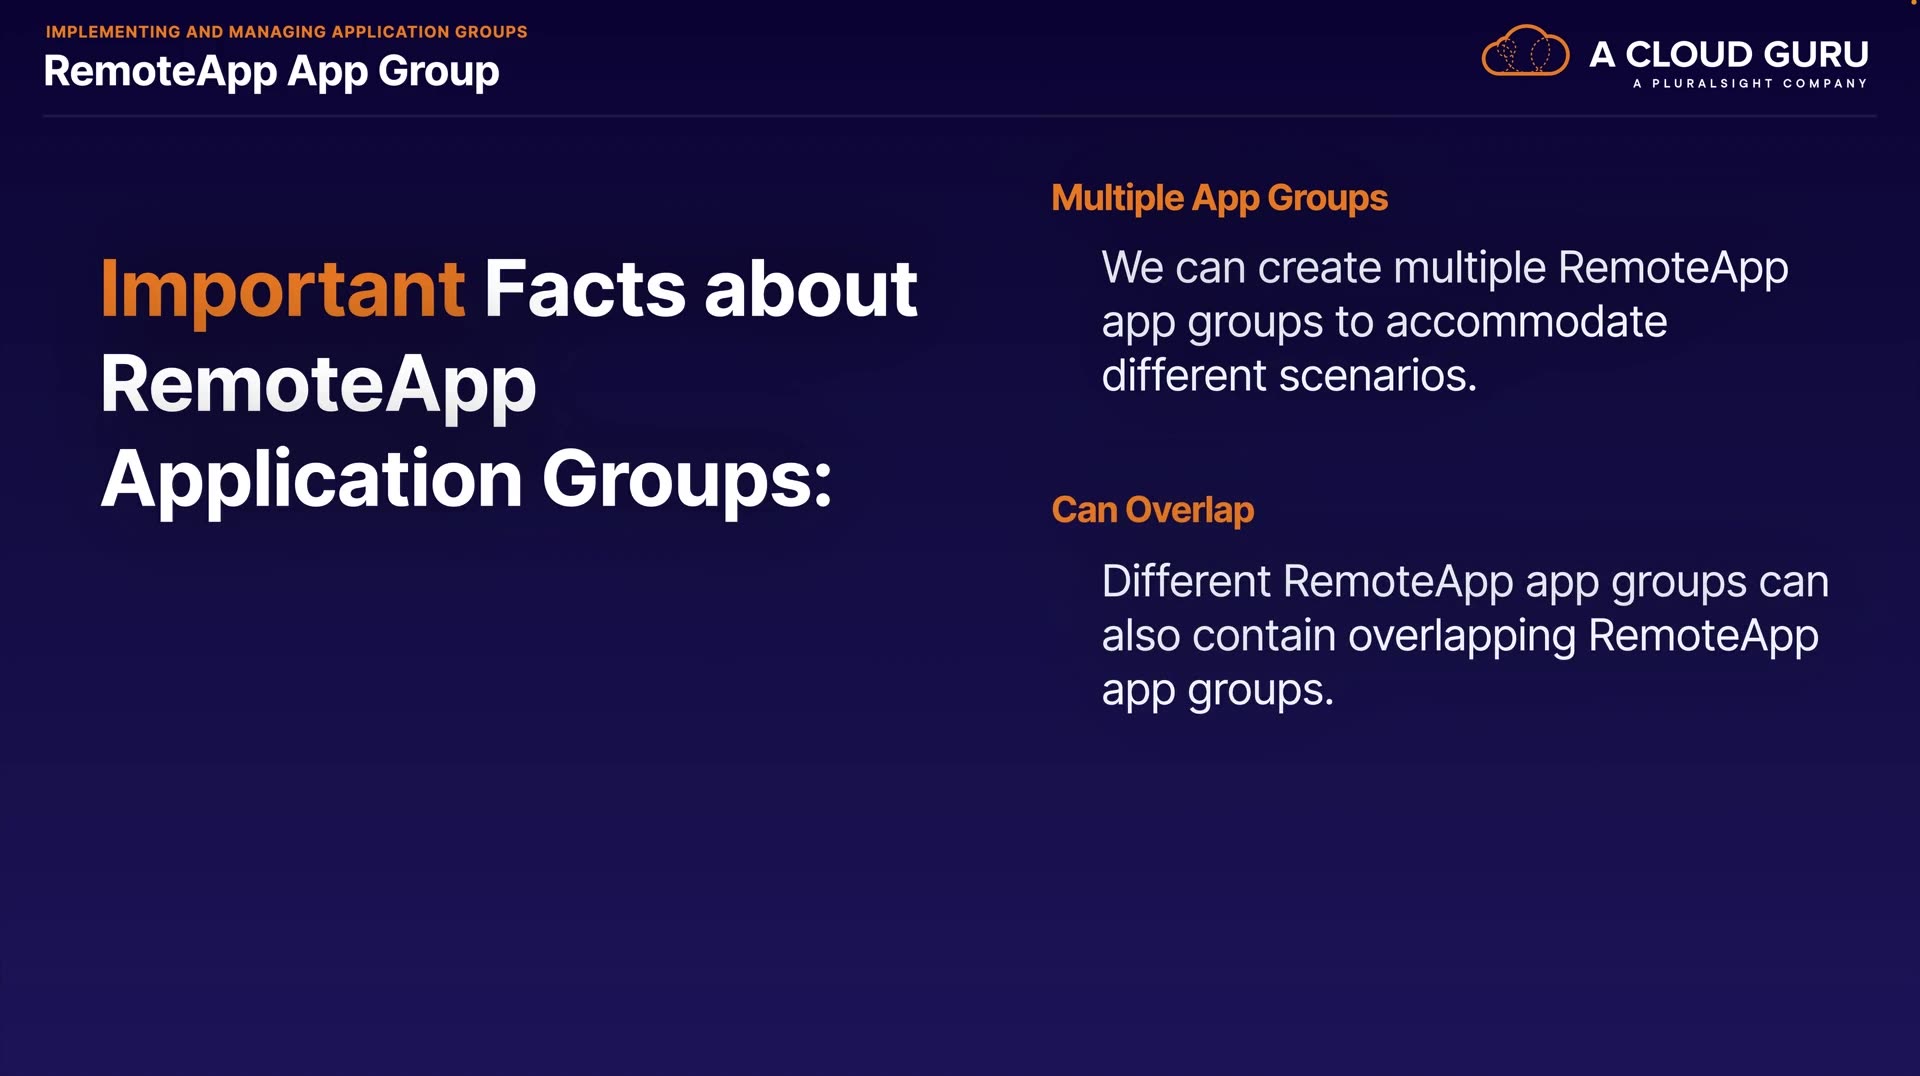 IMPLEMENTING AND MANAGING APPLICATION GROUPS
RemoteApp App Group
A CLOUD GURU
A PLURALSIGHT COMPANY
Important Facts about
RemoteApp
Application Groups:
Multiple App Groups
We can create multiple RemoteApp
app groups to accommodate
different scenarios.
Can Overlap
Different RemoteApp app groups can
also contain overlapping RemoteApp
app groups.